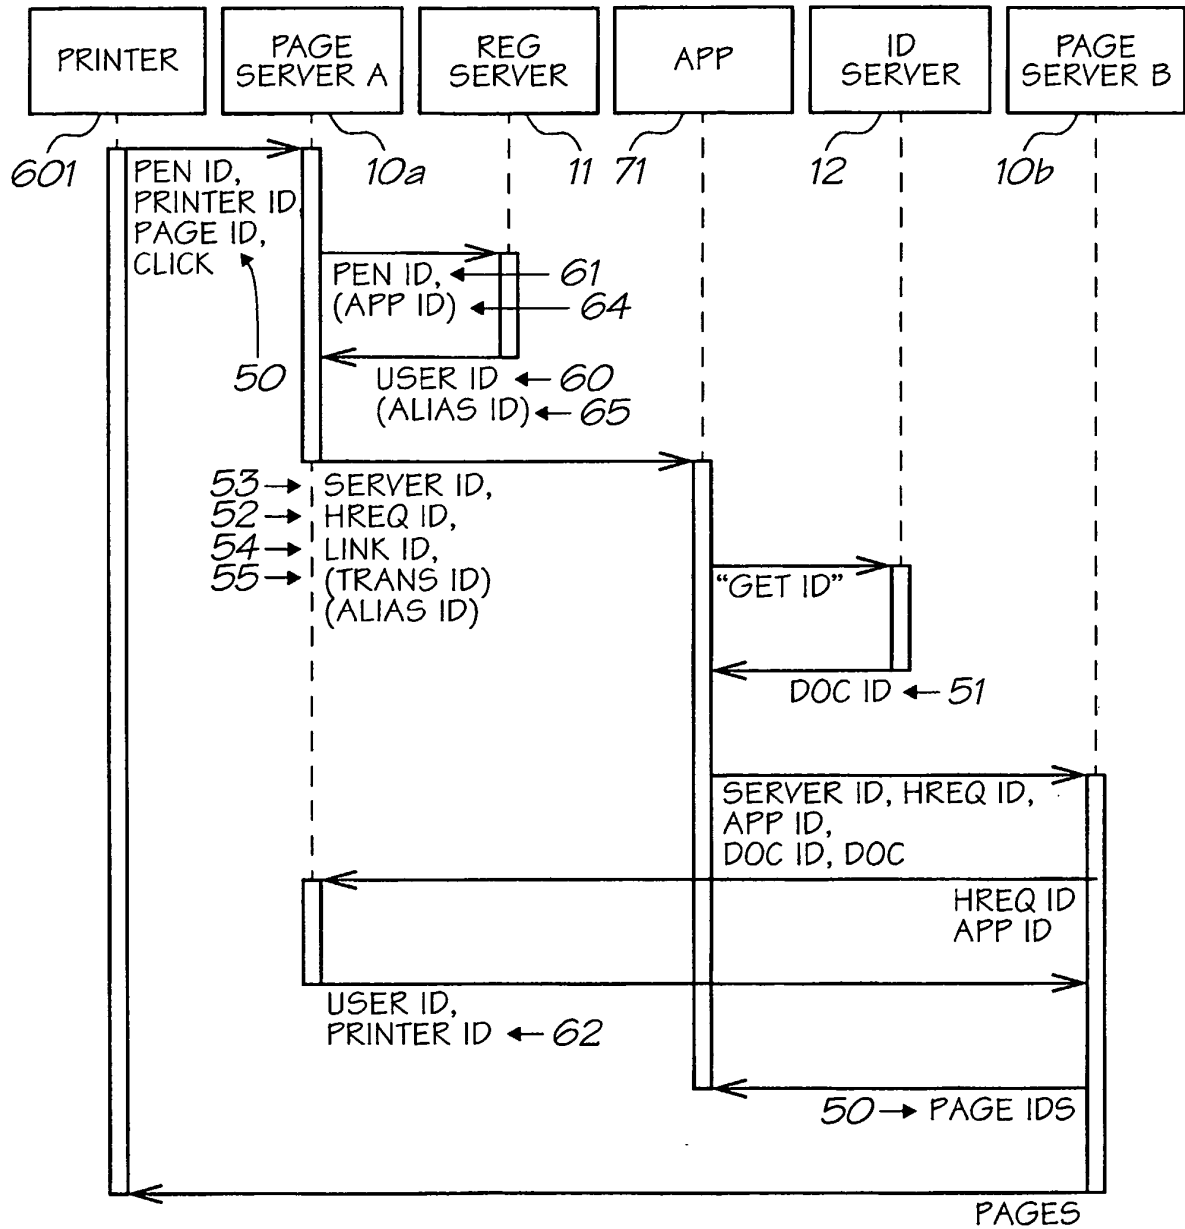 PRINTER
PAGE
SERVER A
REG
SERVER
APP
ID
SERVER
PAGE
SERVER B
601
10a
11
71
12
10b
PEN ID,
PRINTER ID,
PAGE ID,
CLICK
50
PEN ID, 61
(APP ID) 64
USER ID 60
(ALIAS ID) 65
53 SERVER ID,
52 HREQ ID,
54 LINK ID,
55 (TRANS ID)
(ALIAS ID)
"GET ID"
DOC ID 51
SERVER ID, HREQ ID,
APP ID,
DOC ID, DOC
HREQ ID
APP ID
USER ID,
PRINTER ID 62
50 PAGE IDS
PAGES